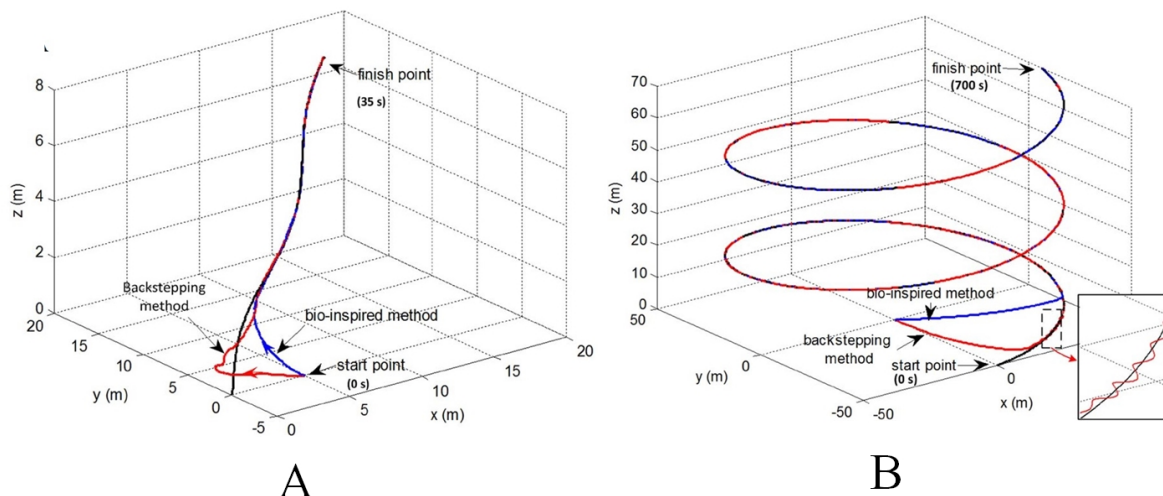 8
6
4
2
0
z (m)
20
15
10
5
0
-5
y (m)
0
5
10
15
20
x (m)
finish point
(35 s)
Backstepping
method
bio-inspired method
start point
(0 s)
A
70
60
50
40
30
20
10
0
z (m)
50
0
-50
y (m)
-50
0
x (m)
finish point
(700 s)
bio-inspired method
backstepping
method
start point
(0 s)
B